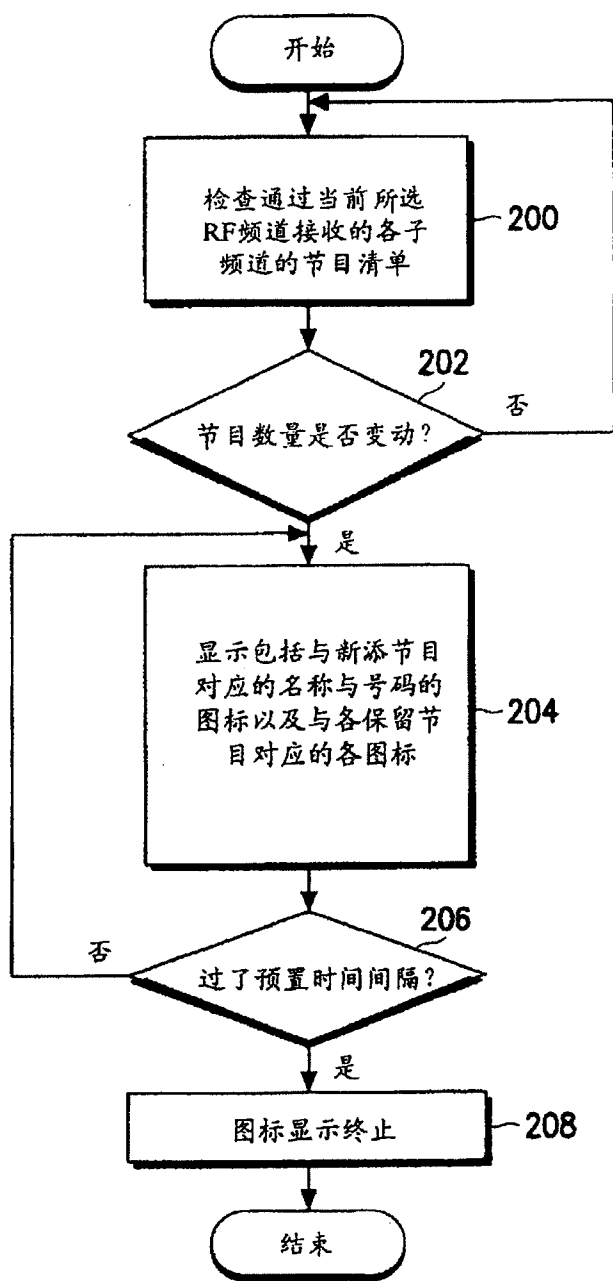 开始
检查通过当前所选
RF频道接收的各子
频道的节目清单
200
202
节目数量是否变动？
否
是
显示包括与新添节目
对应的名称与号码的
图标以及与各保留节
目对应的各图标
204
206
否
过了预置时间间隔？
是
图标显示终止
208
结束